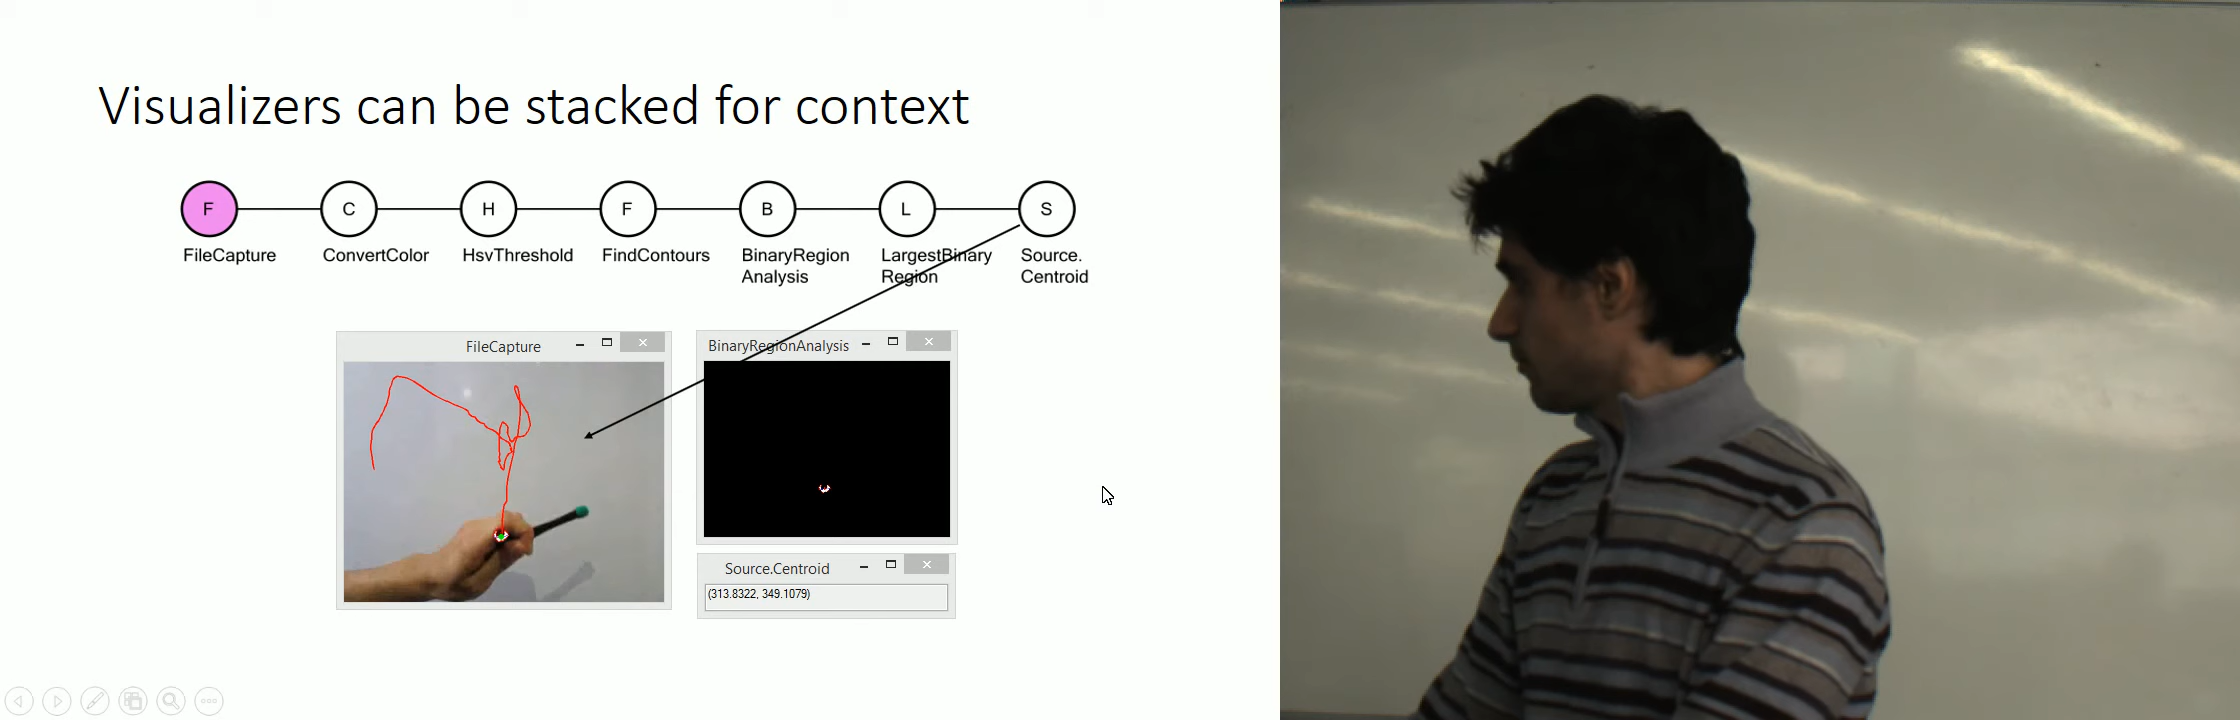 Visualizers can be stacked for context
F C H F B L S
FileCapture ConvertColor HsvThreshold FindContours BinaryRegion LargestBinary Source.
Analysis Region Centroid
FileCapture
BinaryRegionAnalysis
Source.Centroid
(313.8322, 349.1079)